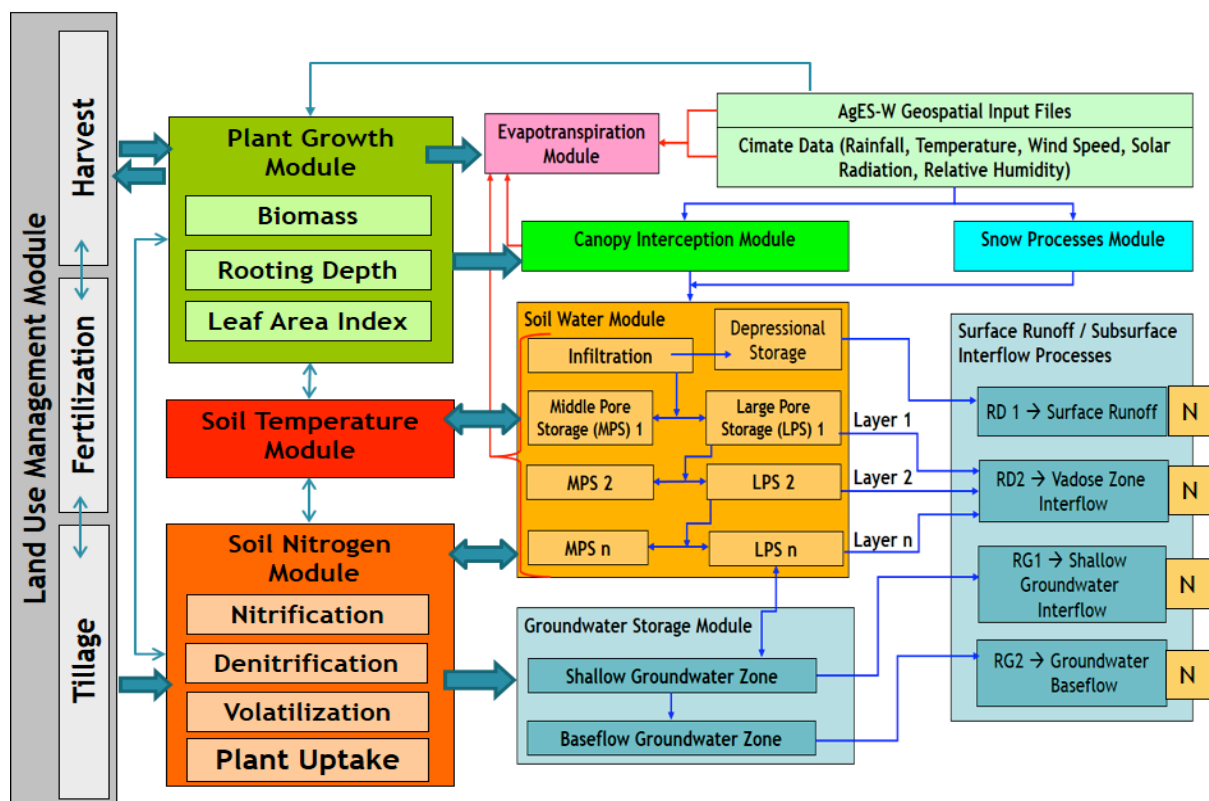 Land Use Management Module
Harvest
Fertilization
Tillage
Plant Growth
Module
Biomass
Rooting Depth
Leaf Area Index
Soil Temperature
Module
Soil Nitrogen
Module
Nitrification
Denitrification
Volatilization
Plant Uptake
Evapotranspiration
Module
AgES-W Geospatial Input Files
Cimate Data (Rainfall, Temperature, Wind Speed, Solar
Radiation, Relative Humidity)
Canopy Interception Module
Snow Processes Module
Soil Water Module
Infiltration
Depressional
Storage
Middle Pore
Storage (MPS) 1
Large Pore
Storage (LPS) 1
Layer 1
MPS 2
LPS 2
Layer 2
MPS n
LPS n
Layer n
Groundwater Storage Module
Shallow Groundwater Zone
Baseflow Groundwater Zone
Surface Runoff / Subsurface
Interflow Processes
RD 1 → Surface Runoff
N
RD2 → Vadose Zone
Interflow
N
RG1 → Shallow
Groundwater
Interflow
N
RG2 → Groundwater
Baseflow
N